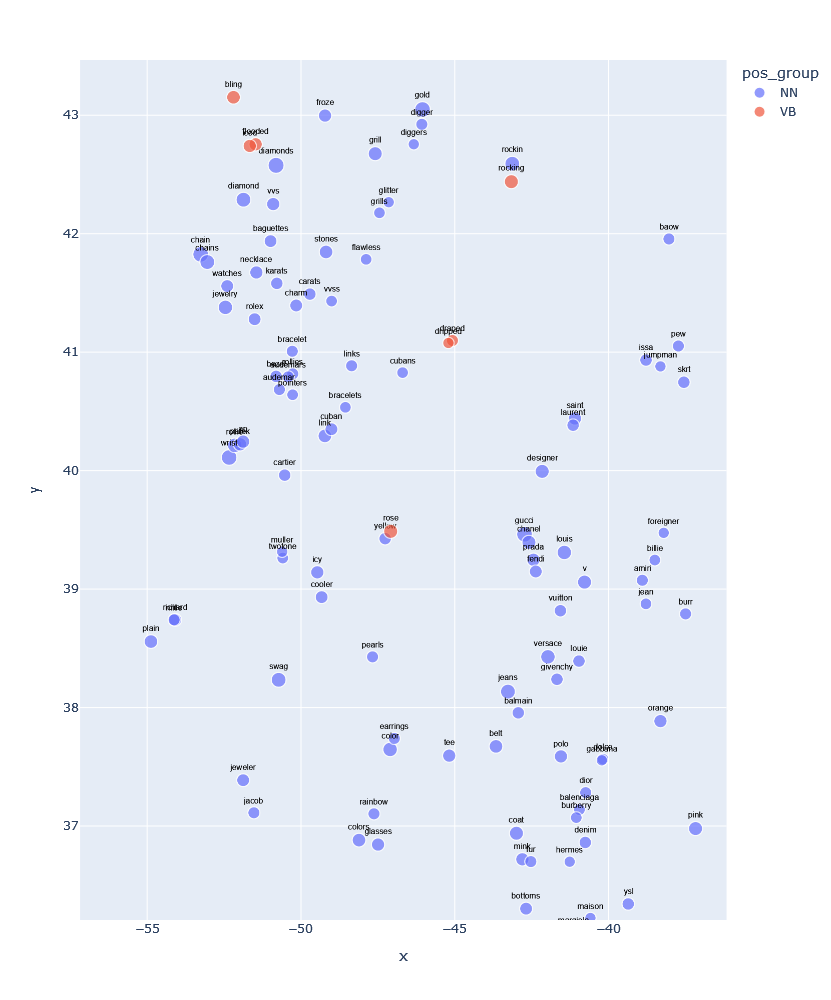 pos_group
NN
VB
bling
gold
froze
digger
flooded
diggers
grill
diamonds
rockin
rocking
diamond
vvs
glitter
grills
baguettes
stones
flawless
baow
chain
chains
necklace
karats
watches
carats
vvss
jewelry
charm
rolex
draped
dripped
bracelet
links
cubans
pew
issa
jumpman
skrt
audemars
audemar
pointers
bracelets
cuban
link
saint
laurent
wrist
cartier
designer
rose
yellow
gucci
chanel
prada
fendi
louis
foreigner
billie
muller
twotone
icy
cooler
v
amiri
jean
burr
vuitton
richard
plain
pearls
swag
versace
louie
givenchy
jeans
balmain
orange
earrings
color
tee
belt
polo
gabbana
jeweler
jacob
rainbow
dior
balenciaga
burberry
colors
glasses
coat
denim
pink
mink
fur
hermes
bottoms
ysl
maison
43
42
41
40
39
38
37
−55
−50
−45
−40
x
y